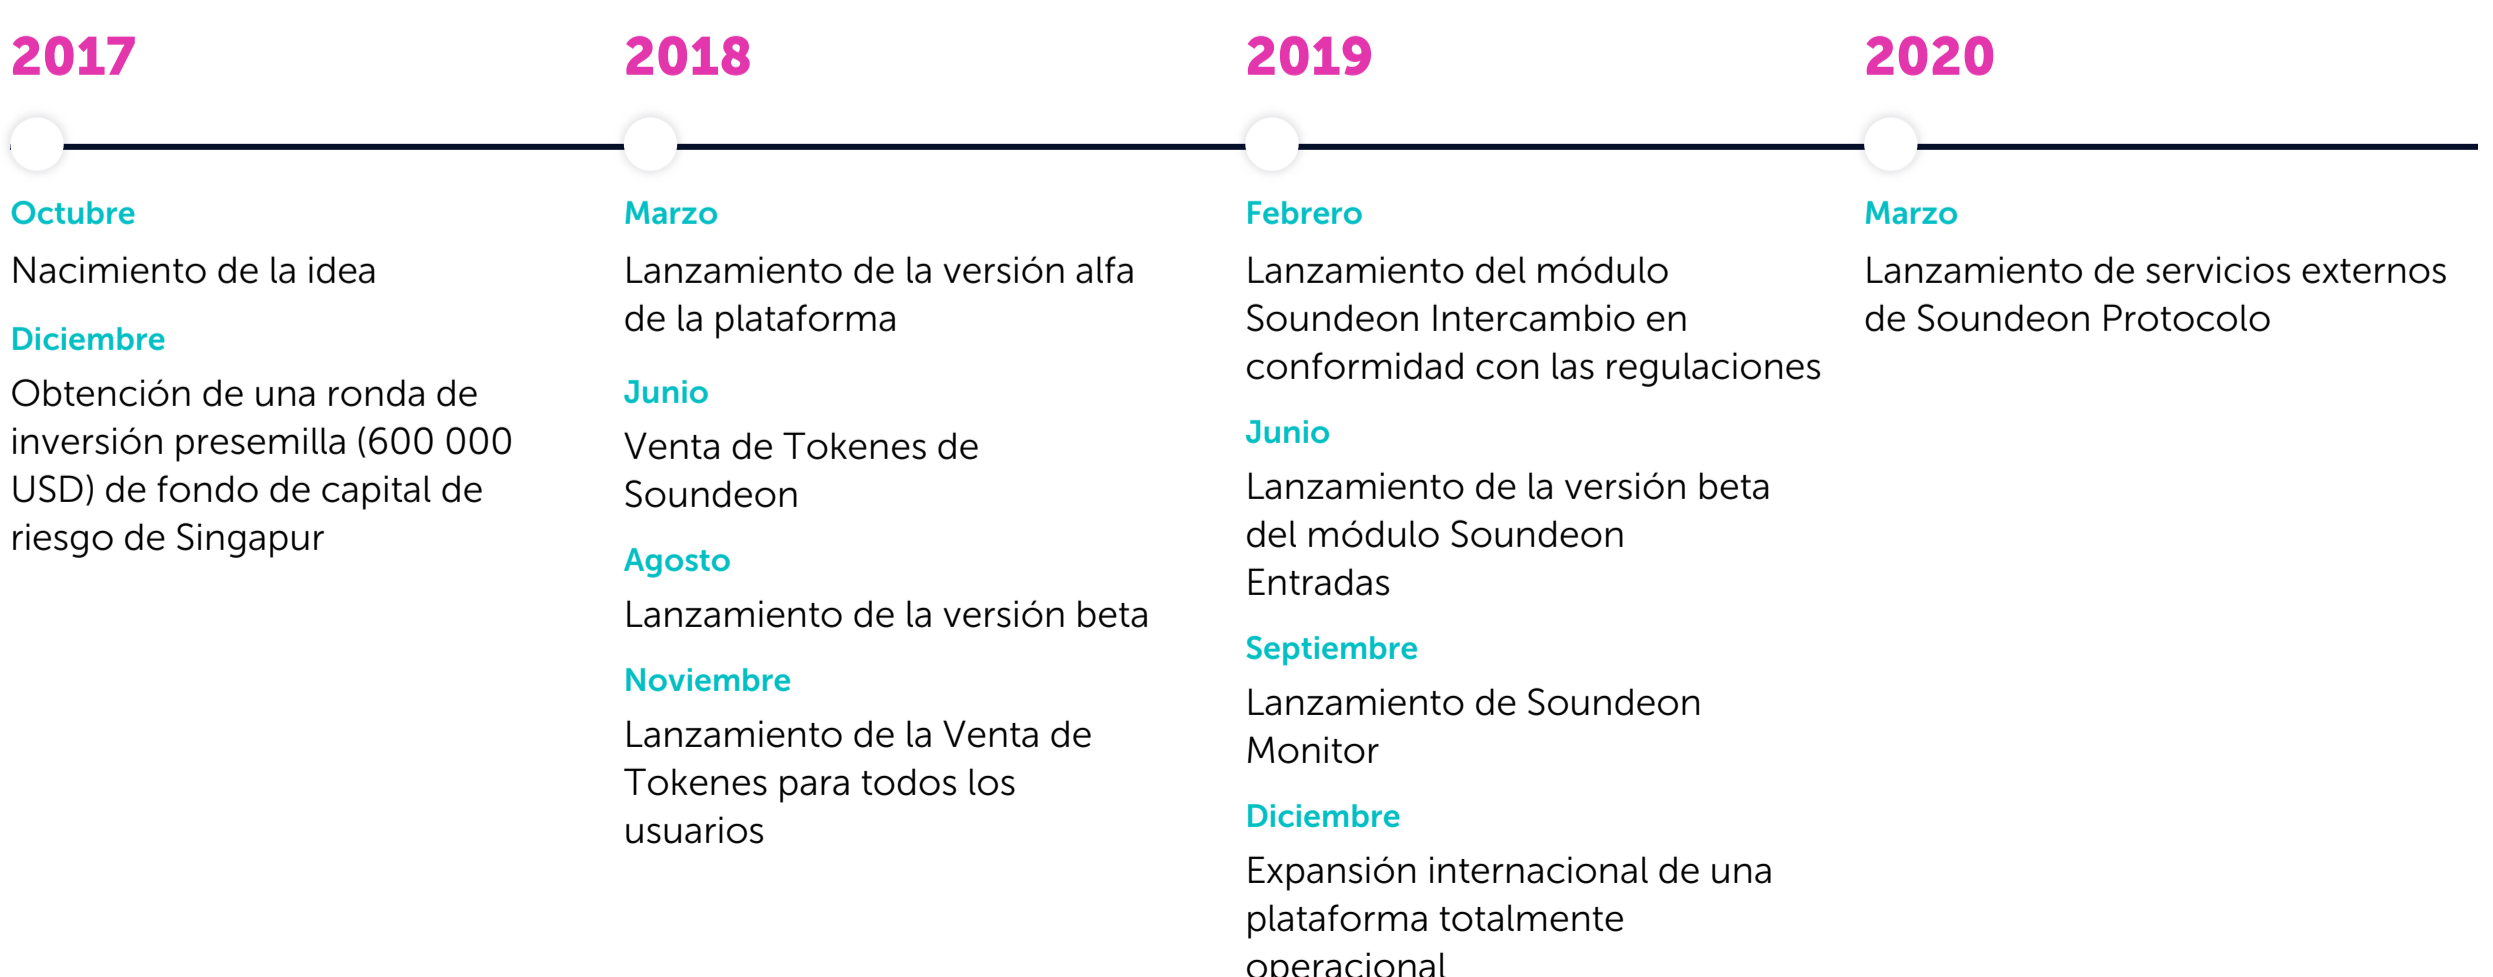 2017
Octubre
Nacimiento de la idea
Diciembre
Obtención de una ronda de
inversión presemilla (600 000
USD) de fondo de capital de
riesgo de Singapur
2018
Marzo
Lanzamiento de la versión alfa
de la plataforma
Junio
Venta de Tokenes de
Soundeon
Agosto
Lanzamiento de la versión beta
Noviembre
Lanzamiento de la Venta de
Tokenes para todos los
usuarios
2019
Febrero
Lanzamiento del módulo
Soundeon Intercambio en
conformidad con las regulaciones
Junio
Lanzamiento de la versión beta
del módulo Soundeon
Entradas
Septiembre
Lanzamiento de Soundeon
Monitor
Diciembre
Expansión internacional de una
plataforma totalmente
operacional
2020
Marzo
Lanzamiento de servicios externos
de Soundeon Protocolo